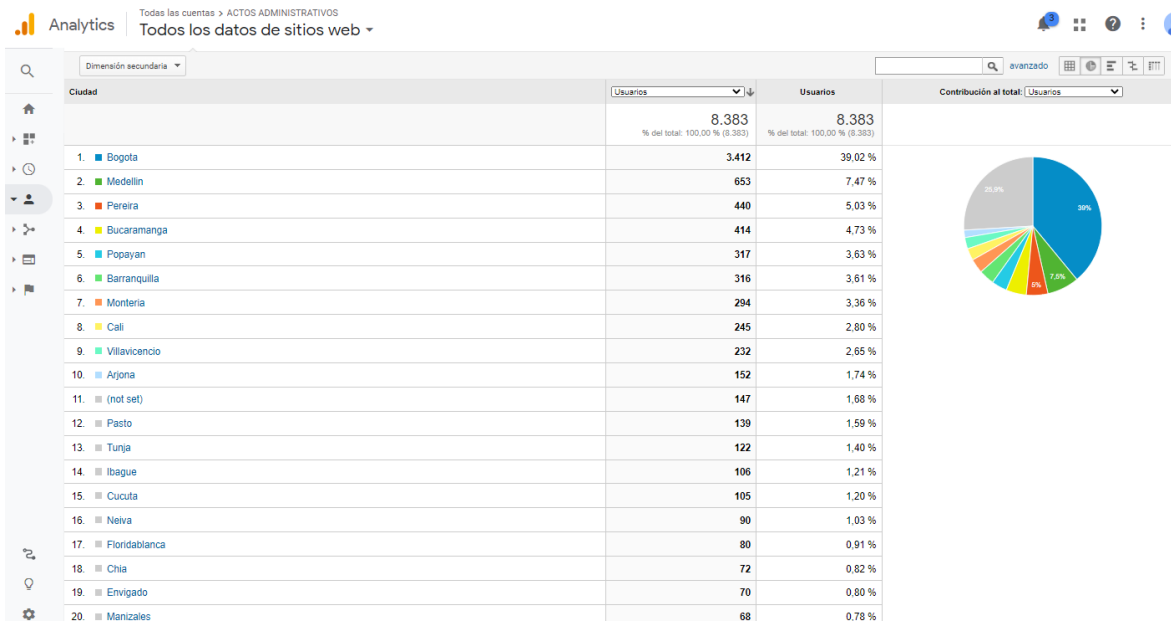 Analytics
Todas las cuentas > ACTOS ADMINISTRATIVOS
Todos los datos de sitios web
3
Dimensión secundaria
avanzado
Ciudad
Usuarios
Usuarios
Contribución al total: Usuarios
8.383
% del total: 100,00 % (8.383)
8.383
% del total: 100,00 % (8.383)
1. Bogota 3.412 39,02 %
2. Medellin 653 7,47 %
3. Pereira 440 5,03 %
4. Bucaramanga 414 4,73 %
5. Popayan 317 3,63 %
6. Barranquilla 316 3,61 %
7. Monteria 294 3,36 %
8. Cali 245 2,80 %
9. Villavicencio 232 2,65 %
10. Arjona 152 1,74 %
11. (not set) 147 1,68 %
12. Pasto 139 1,59 %
13. Tunja 122 1,40 %
14. Ibague 106 1,21 %
15. Cucuta 105 1,20 %
16. Neiva 90 1,03 %
17. Floridablanca 80 0,91 %
18. Chia 72 0,82 %
19. Envigado 70 0,80 %
20. Manizales 68 0,78 %
39%
7,5%
5%